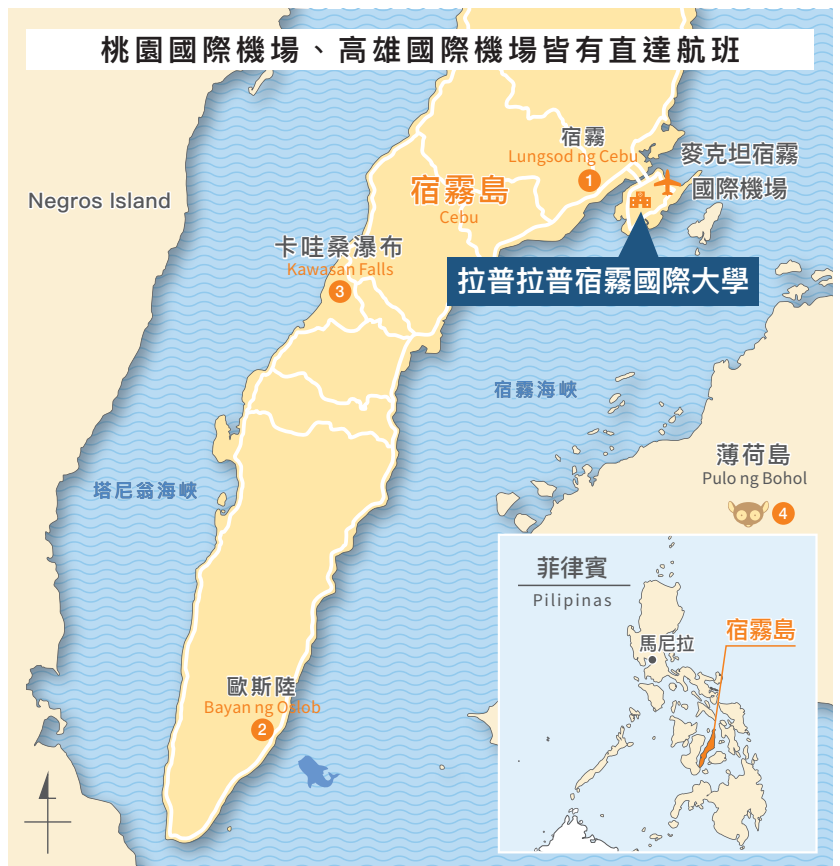 桃園國際機場、高雄國際機場皆有直達航班
宿霧
Lungsod ng Cebu
1
麥克坦宿霧
國際機場
Negros Island
宿霧島
Cebu
卡哇桑瀑布
Kawasan Falls
3
拉普拉普宿霧國際大學
宿霧海峽
塔尼翁海峽
薄荷島
Pulo ng Bohol
4
歐斯陸
Bayan ng Oslob
2
菲律賓
Pilipinas
馬尼拉
宿霧島